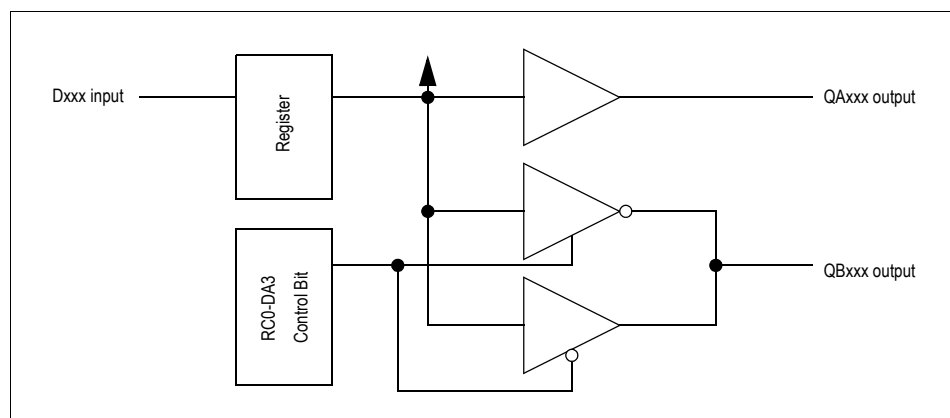 Dxxx input
Register
QAxxx output
RC0-DA3
Control Bit
QBxxx output